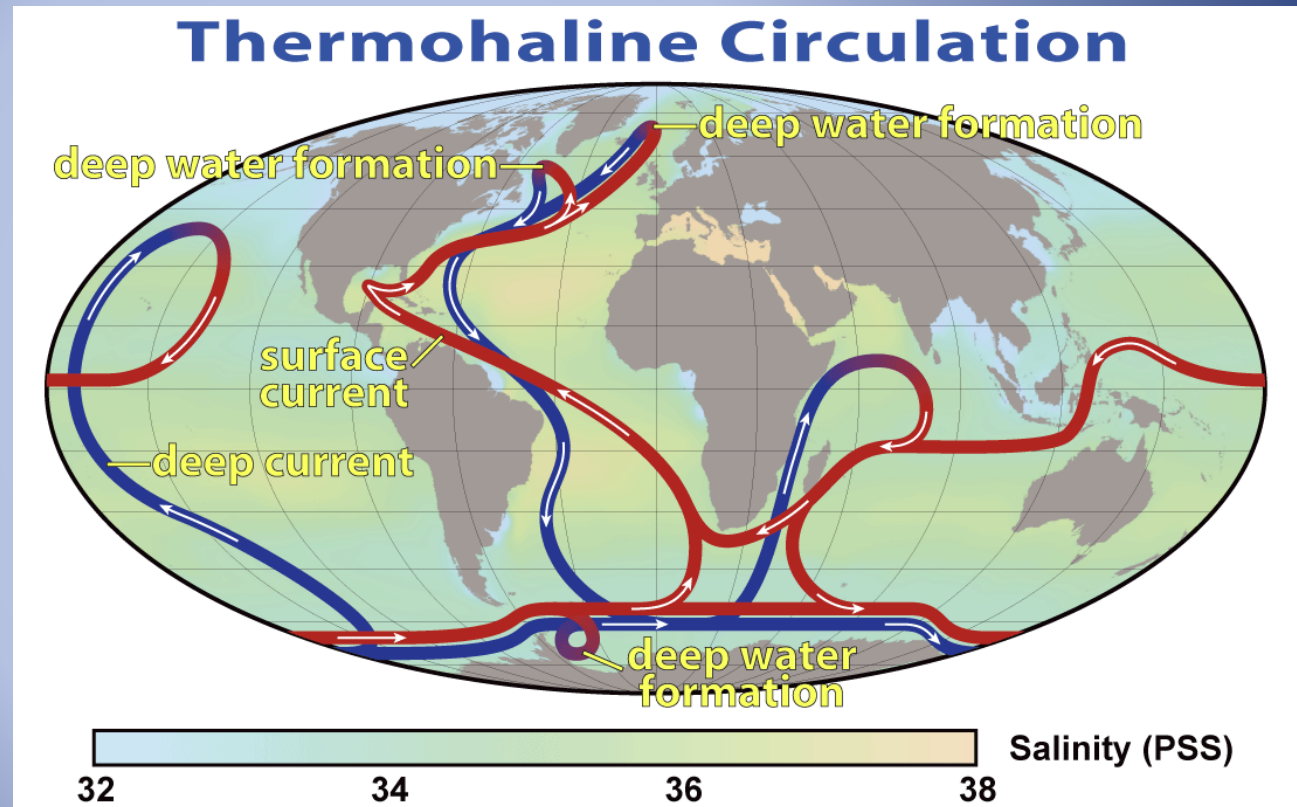 Thermohaline Circulation
deep water formation
deep water formation
surface
current
deep current
deep water
formation
Salinity (PSS)
32 34 36 38